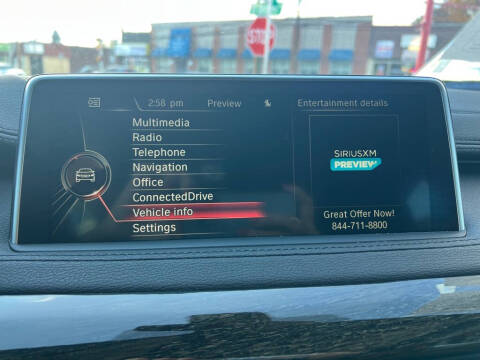 STOP
2:58 pm Preview Entertainment details
Multimedia
Radio
Telephone
Navigation
Office
ConnectedDrive
Vehicle info
Settings
SIRIUSXM
PREVIEW
Great Offer Now!
844-711-8800